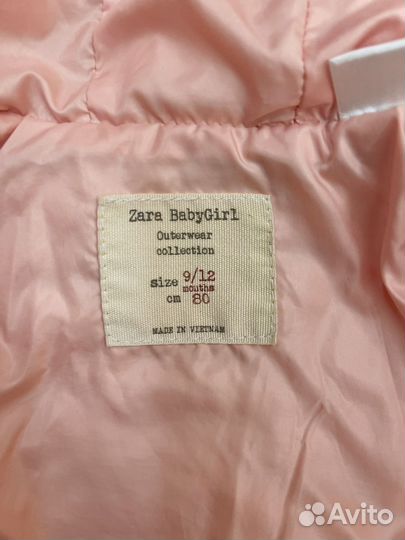 Zara BabyGirl
Outerwear
collection
size 9/12
months
cm 80
MADE IN VIETNAM
Avito